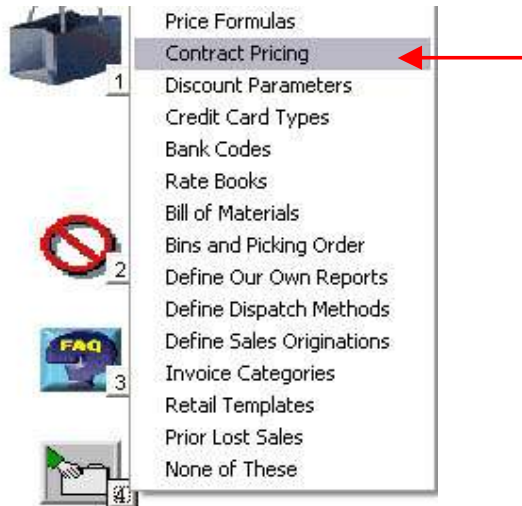 Price Formulas
Contract Pricing
1
Discount Parameters
Credit Card Types
Bank Codes
Rate Books
Bill of Materials
Bins and Picking Order
2
Define Our Own Reports
Define Dispatch Methods
Define Sales Originations
FAQ
Invoice Categories
3
Retail Templates
Prior Lost Sales
None of These
4